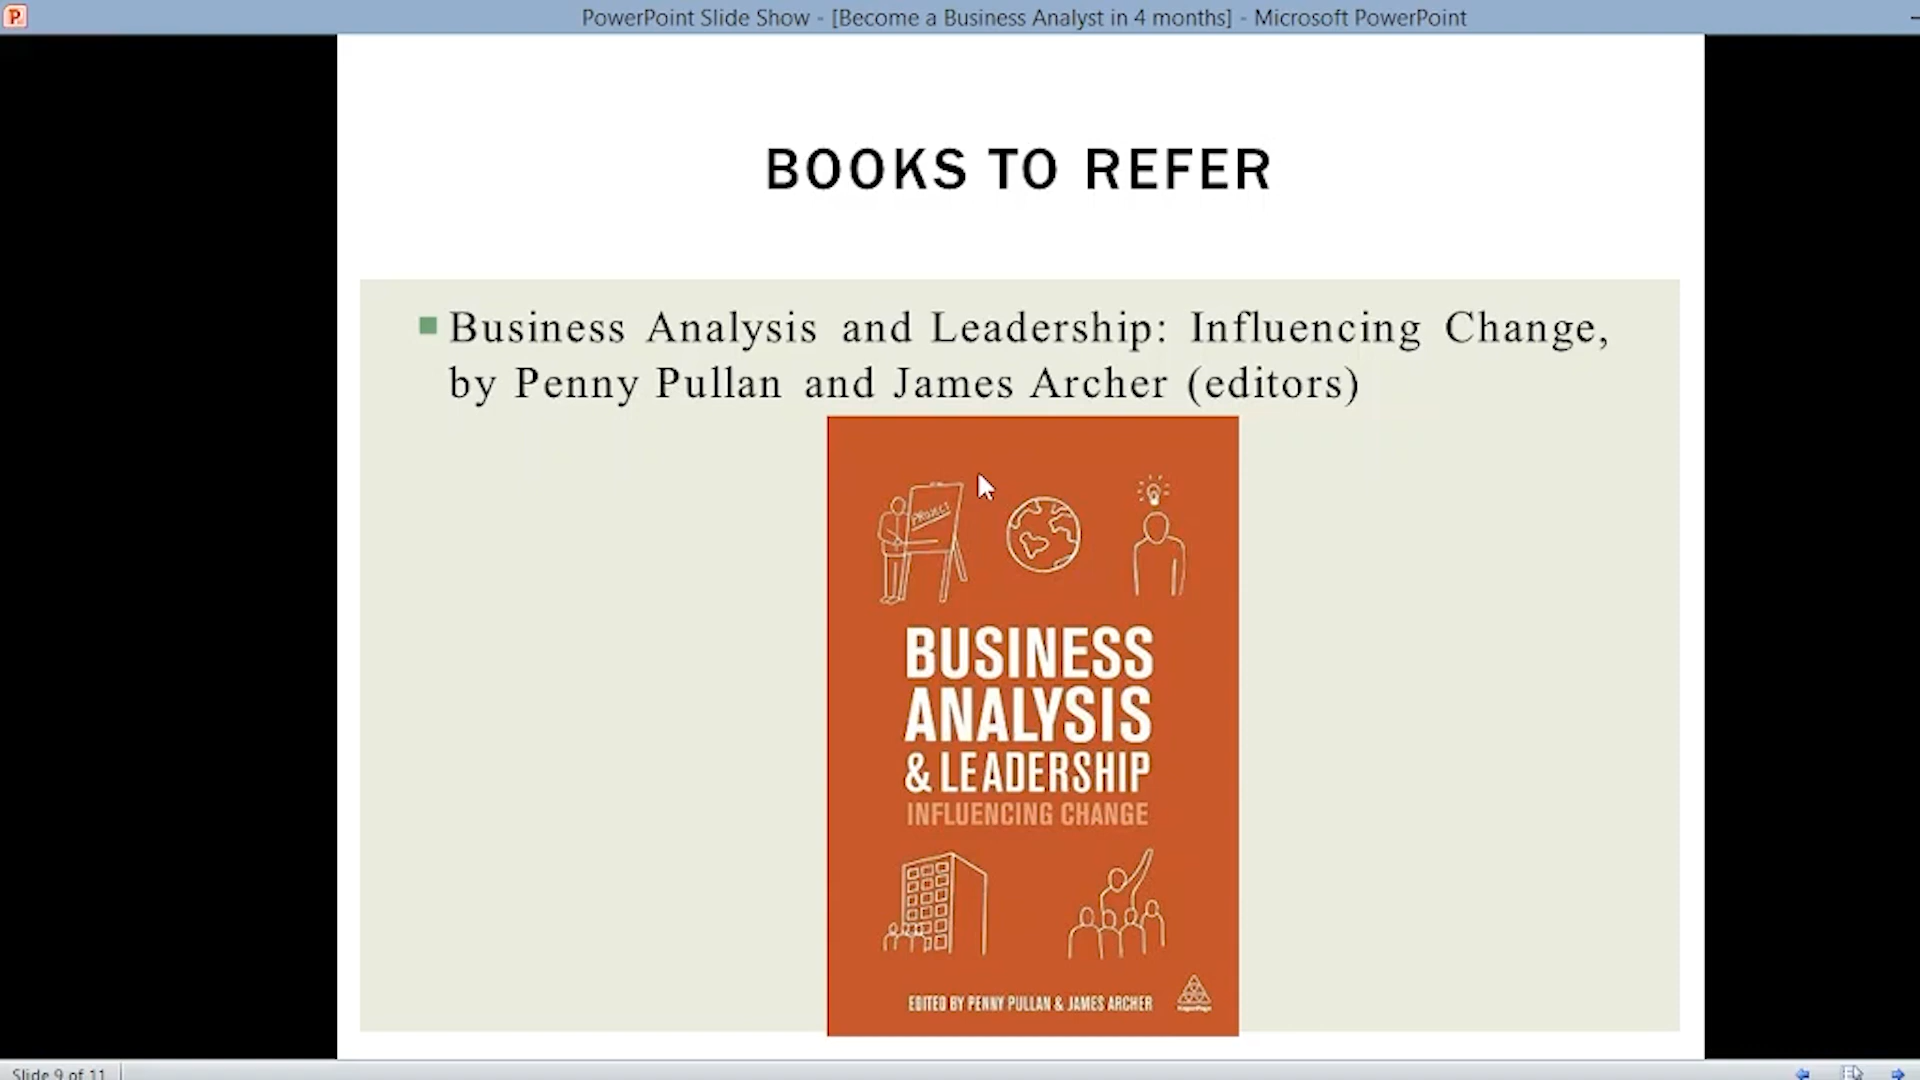 PowerPoint Slide Show - [Become a Business Analyst in 4 months] - Microsoft PowerPoint
BOOKS TO REFER
Business Analysis and Leadership: Influencing Change,
by Penny Pullan and James Archer (editors)
PROJECT
BUSINESS
ANALYSIS
& LEADERSHIP
INFLUENCING CHANGE
EDITED BY PENNY PULLAN & JAMES ARCHER
KoganPage
Slide 9 of 11